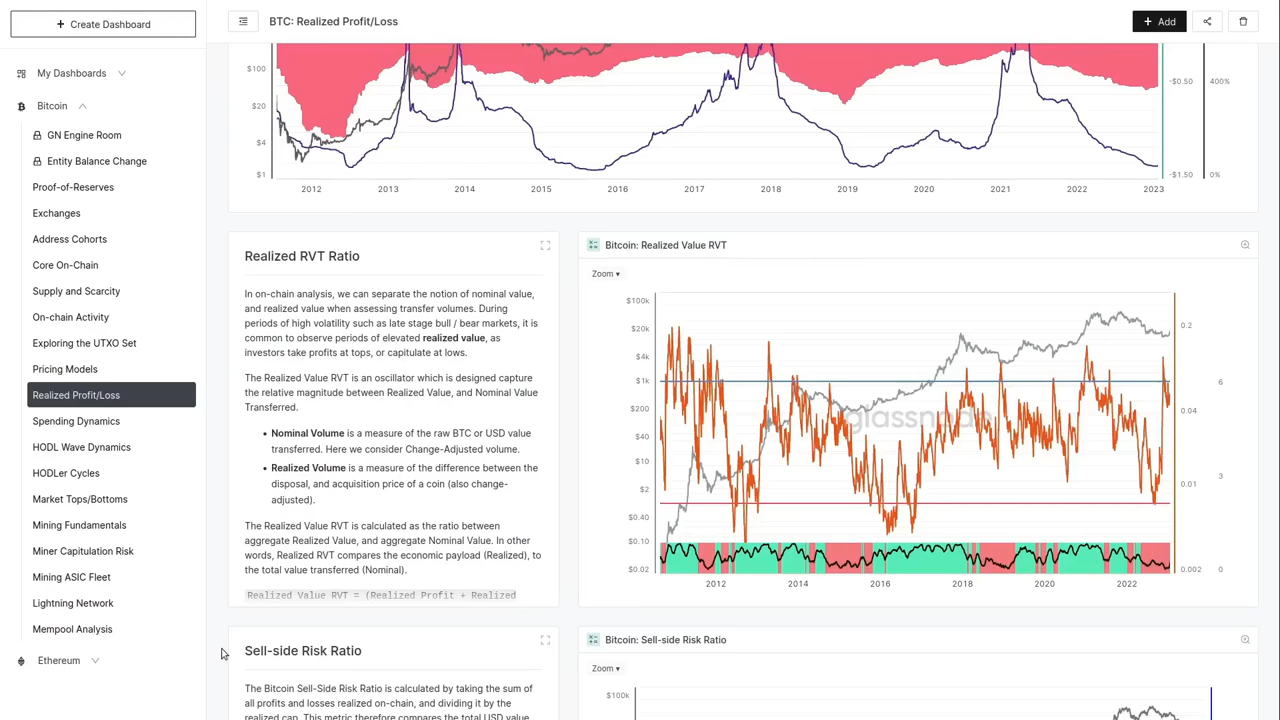 Create Dashboard
BTC: Realized Profit/Loss
Add
My Dashboards
Bitcoin
GN Engine Room
Entity Balance Change
Proof-of-Reserves
Exchanges
Address Cohorts
Core On-Chain
Supply and Scarcity
On-chain Activity
Exploring the UTXO Set
Pricing Models
Realized Profit/Loss
Spending Dynamics
HODL Wave Dynamics
HODLer Cycles
Market Tops/Bottoms
Mining Fundamentals
Miner Capitulation Risk
Mining ASIC Fleet
Lightning Network
Mempool Analysis
Ethereum
$100
$20
$4
$1
-$0.50
-$1.50
400%
0%
2012 2013 2014 2015 2016 2017 2018 2019 2020 2021 2022 2023
Realized RVT Ratio
In on-chain analysis, we can separate the notion of nominal value,
and realized value when assessing transfer volumes. During
periods of high volatility such as late stage bull / bear markets, it is
common to observe periods of elevated realized value, as
investors take profits at tops, or capitulate at lows.
The Realized Value RVT is an oscillator which is designed capture
the relative magnitude between Realized Value, and Nominal Value
Transferred.
• Nominal Volume is a measure of the raw BTC or USD value
transferred. Here we consider Change-Adjusted volume.
• Realized Volume is a measure of the difference between the
disposal, and acquisition price of a coin (also change-
adjusted).
The Realized Value RVT is calculated as the ratio between
aggregate Realized Value, and aggregate Nominal Value. In other
words, Realized RVT compares the economic payload (Realized), to
the total value transferred (Nominal).
Realized Value RVT = (Realized Profit + Realized
Bitcoin: Realized Value RVT
Zoom ▾
$100k
$20k
$4k
$1k
$200
$40
$10
$2
$0.40
$0.10
$0.02
glassnode
0.2
0.04
0.01
0.002
6
3
0
2012 2014 2016 2018 2020 2022
Sell-side Risk Ratio
The Bitcoin Sell-Side Risk Ratio is calculated by taking the sum of
all profits and losses realized on-chain, and dividing it by the
realized cap. This metric therefore compares the total USD value
Bitcoin: Sell-side Risk Ratio
Zoom ▾
$100k